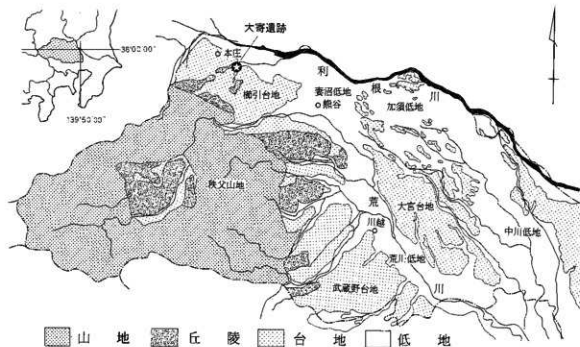 大寄遺跡
36°00′00″
本庄
利根川
櫛引台地
妻沼低地
熊谷
加須低地
139°30′00″
秩父山地
荒川
大宮台地
川越
中川低地
荒川低地
武蔵野台地
山地
丘陵
台地
低地